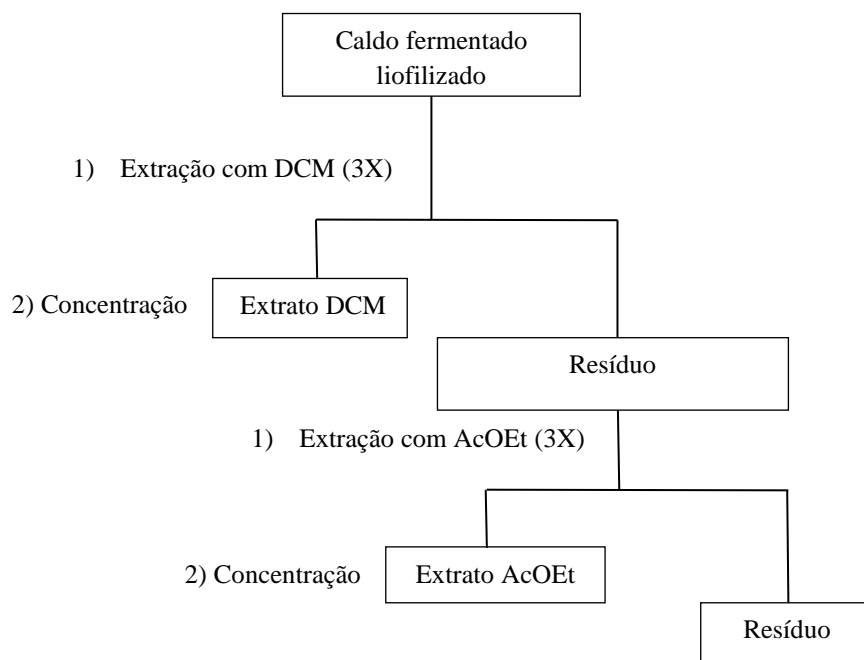 Caldo fermentado
liofilizado
1) Extração com DCM (3X)
2) Concentração
Extrato DCM
Resíduo
1) Extração com AcOEt (3X)
2) Concentração
Extrato AcOEt
Resíduo